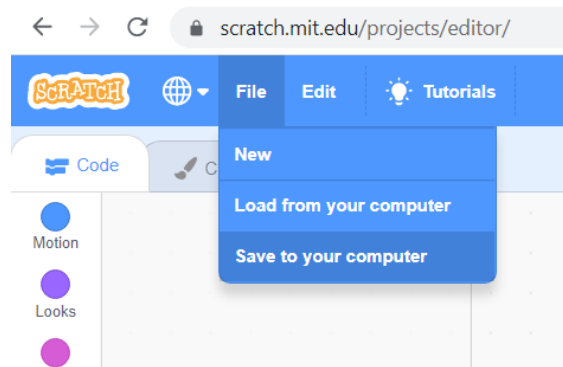 scratch.mit.edu/projects/editor/
SCRATCH File Edit Tutorials
New
Load from your computer
Save to your computer
Code C
Motion
Looks